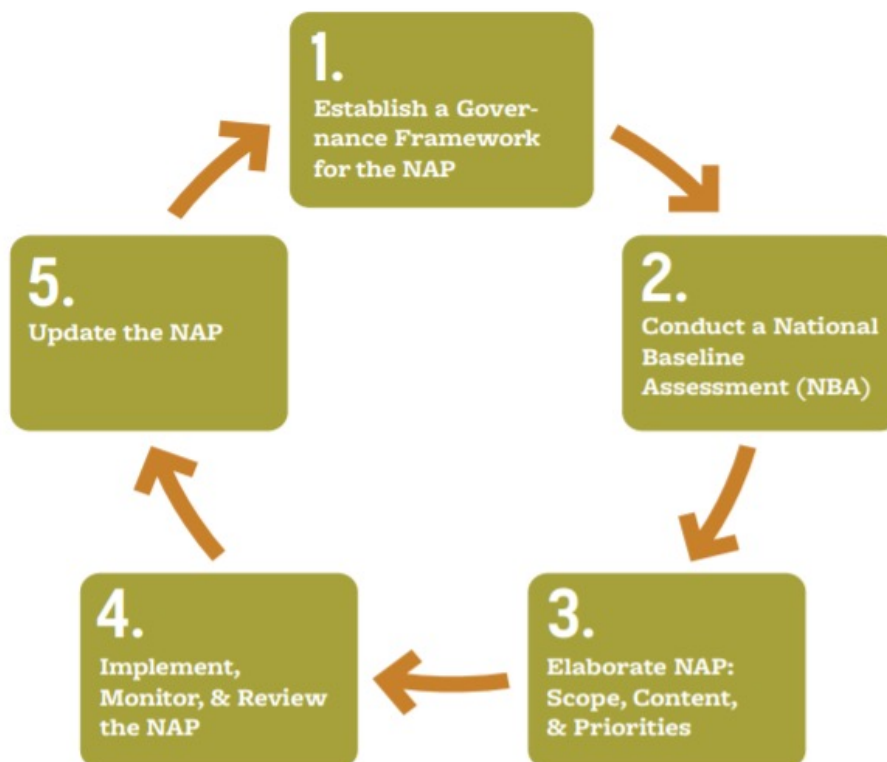 1.
Establish a Gover-
nance Framework
for the NAP
2.
Conduct a National
Baseline
Assessment (NBA)
3.
Elaborate NAP:
Scope, Content,
& Priorities
4.
Implement,
Monitor, & Review
the NAP
5.
Update the NAP